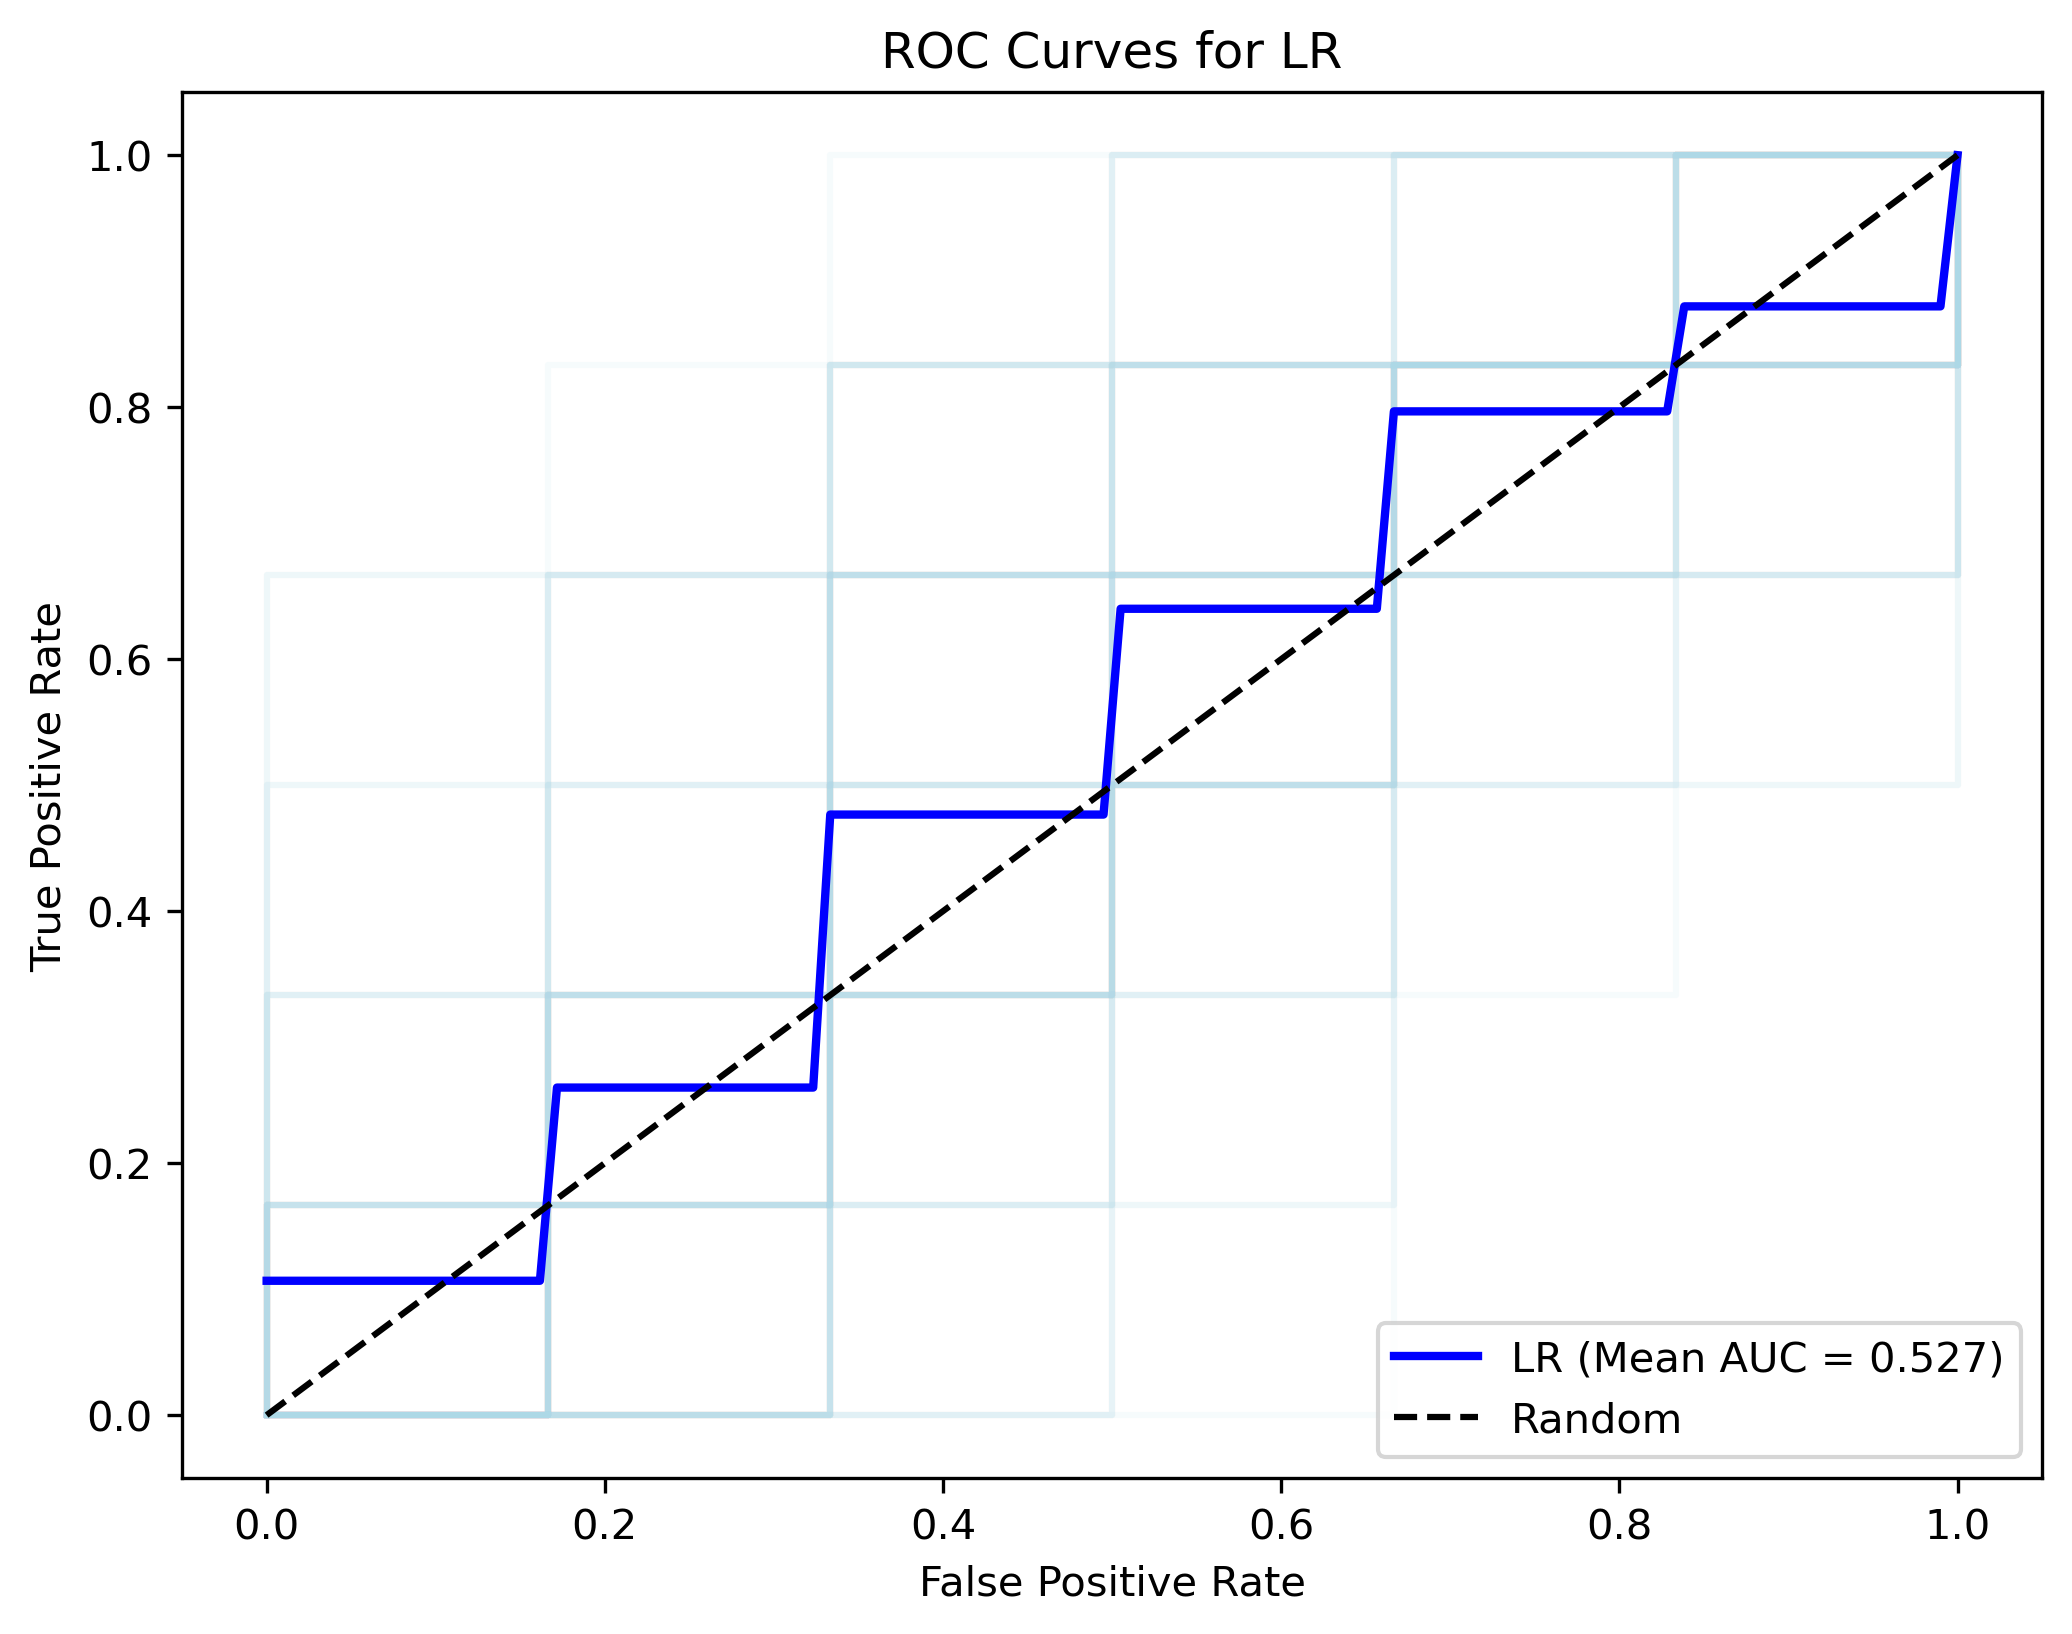 ROC Curves for LR
True Positive Rate
1.0
0.8
0.6
0.4
0.2
0.0
LR (Mean AUC = 0.527)
Random
0.0 0.2 0.4 0.6 0.8 1.0
False Positive Rate